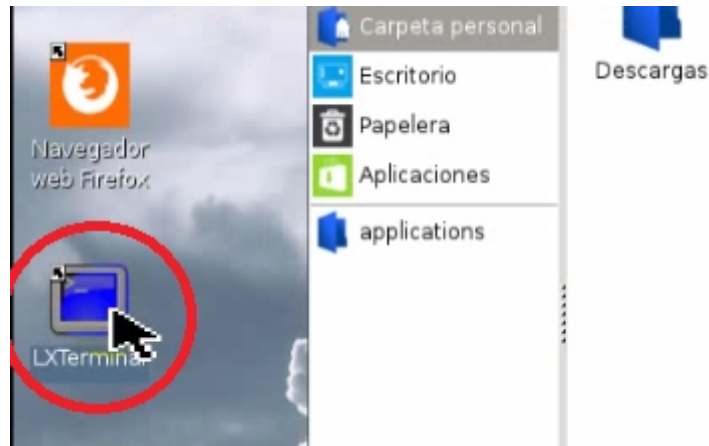 Navegador
web Firefox
LXTerminal
Carpeta personal
Escritorio
Papelera
Aplicaciones
applications
Descargas